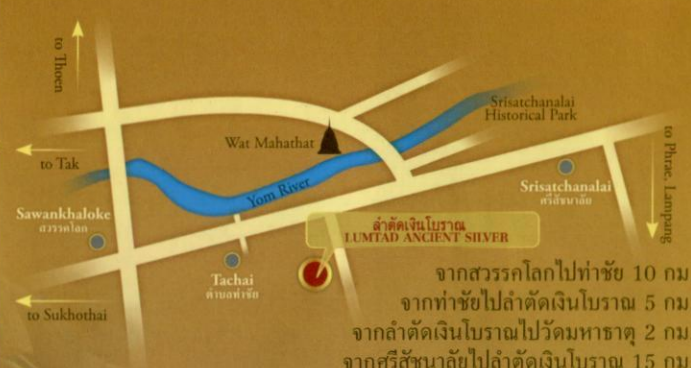 to Thoen
Srisatchanalai
Historical Park
Wat Mahathat
to Tak
to Phrae, Lampang
Yom River
Srisatchanalai
ศรีสัชนาลัย
Sawankhaloke
สวรรคโลก
ลำตัดเงินโบราณ
LUMTAD ANCIENT SILVER
Tachai
ตำบลท่าชัย
to Sukhothai
จากสวรรคโลกไปท่าชัย 10 กม
จากท่าชัยไปลำตัดเงินโบราณ 5 กม
จากลำตัดเงินโบราณไปวัดมหาธาตุ 2 กม
จากศรีสัชนาลัยไปลำตัดเงินโบราณ 15 กม